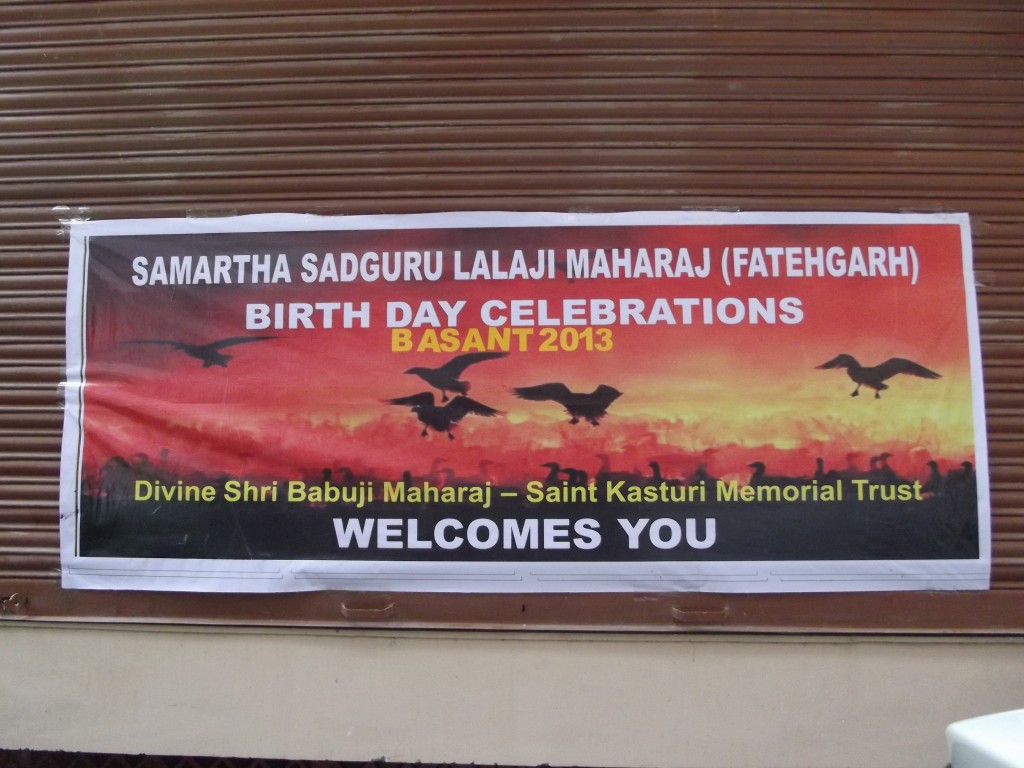 SAMARTHA SADGURU LALAJI MAHARAJ (FATEHGARH)
BIRTH DAY CELEBRATIONS
BASANT 2013
Divine Shri Babuji Maharaj – Saint Kasturi Memorial Trust
WELCOMES YOU